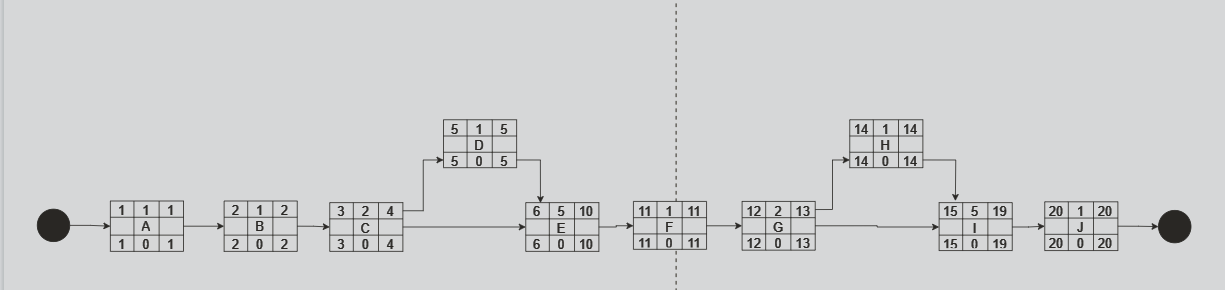 5 1 5
D
5 0 5
14 1 14
H
14 0 14
1 1 1
A
1 0 1
2 1 2
B
2 0 2
3 2 4
C
3 0 4
6 5 10
E
6 0 10
11 1 11
F
11 0 11
12 2 13
G
12 0 13
15 5 19
I
15 0 19
20 1 20
J
20 0 20